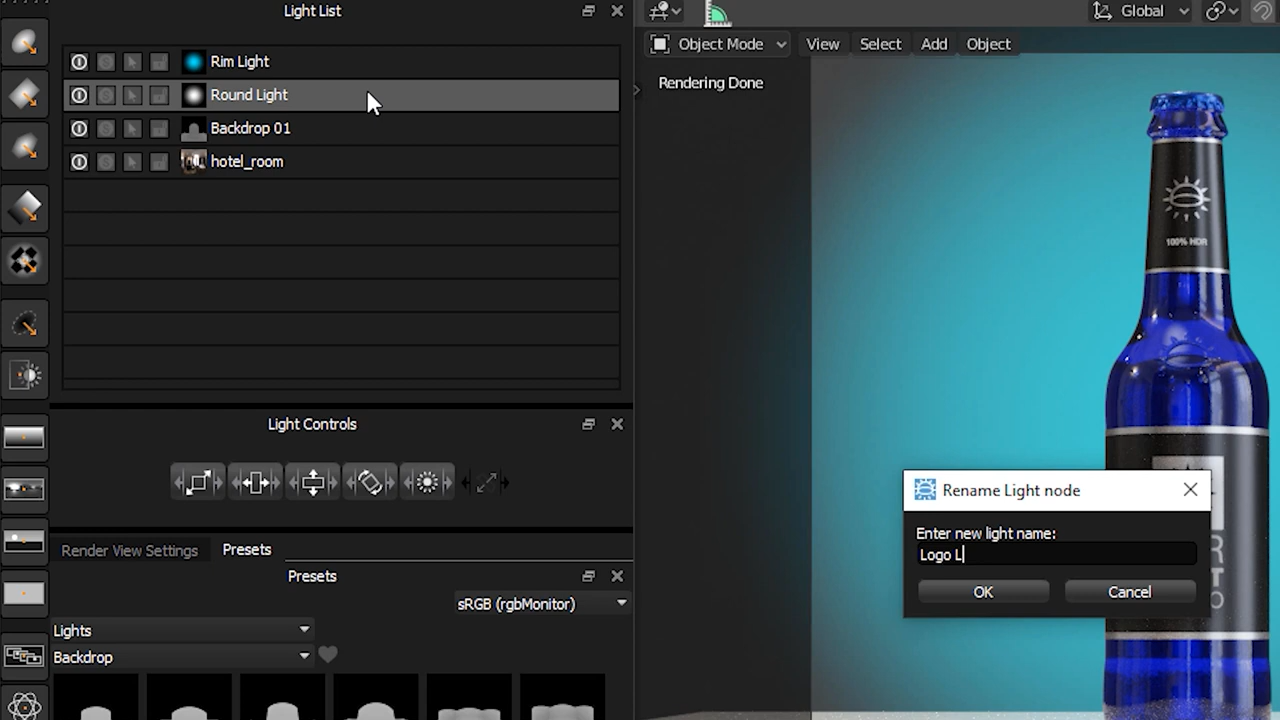 Light List
Rim Light
Round Light
Backdrop 01
hotel_room
Light Controls
Render View Settings
Presets
Presets
sRGB (rgbMonitor)
Lights
Backdrop
Global
Object Mode
View
Select
Add
Object
Rendering Done
100% HDR
Rename Light node
Enter new light name:
Logo L
OK
Cancel